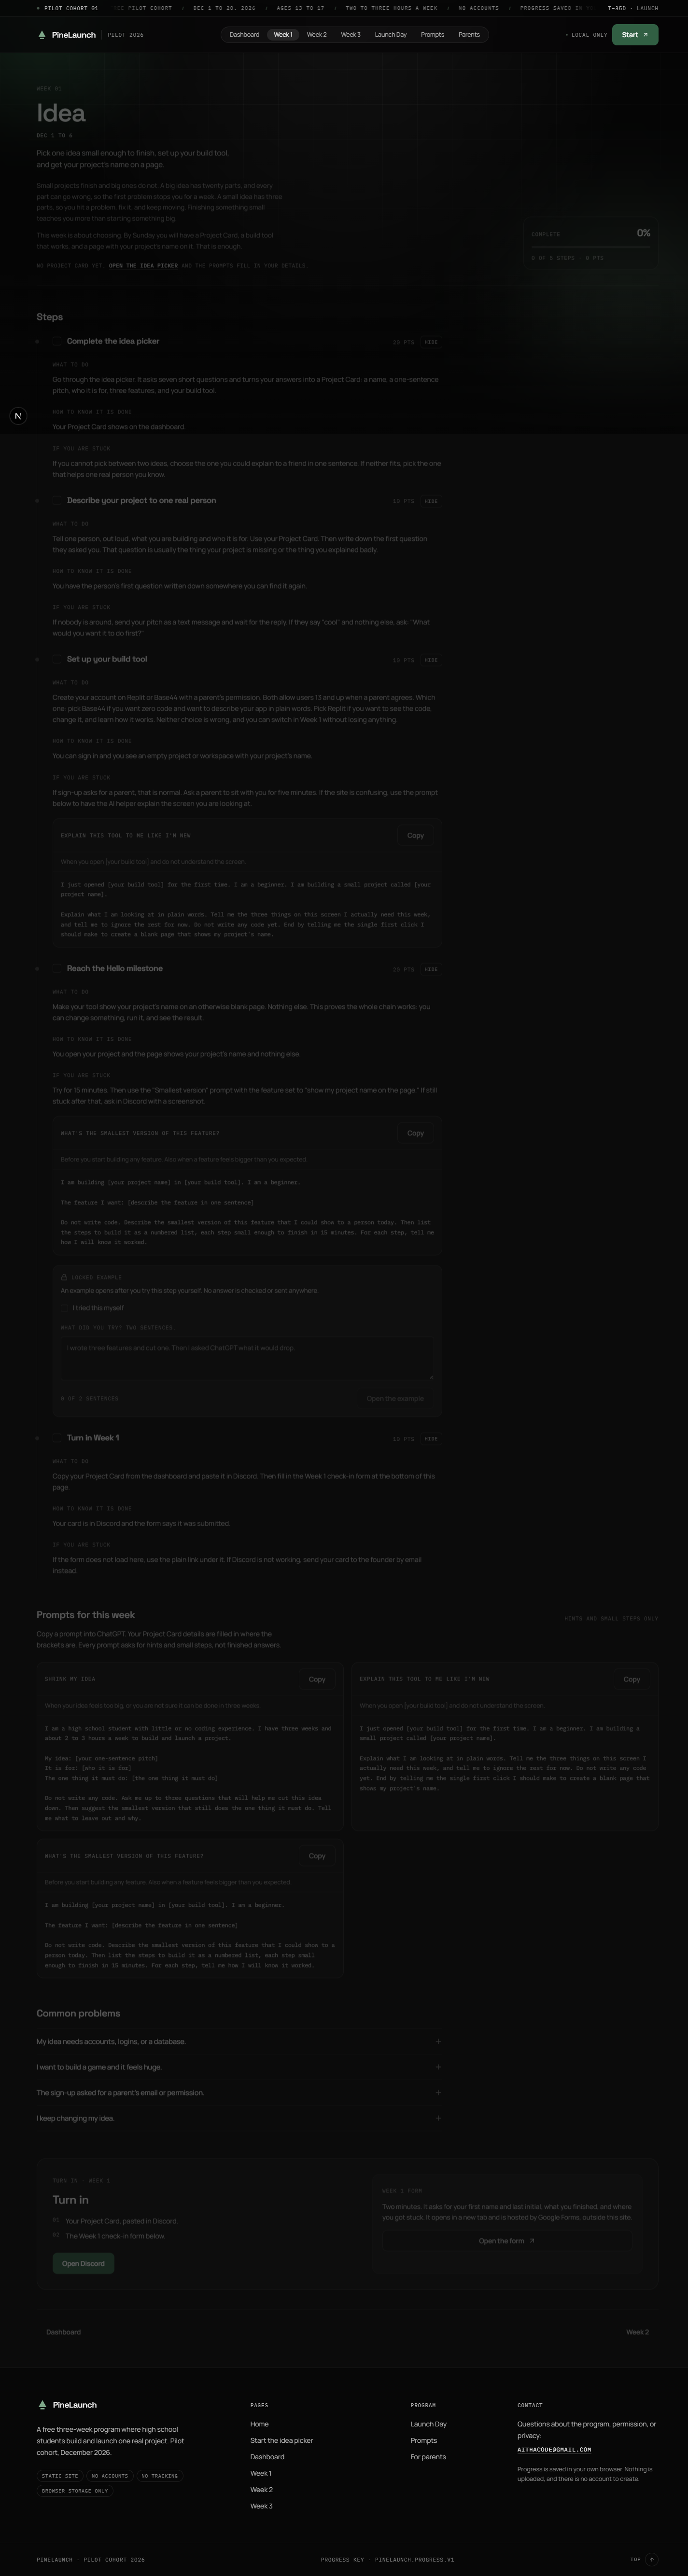 PILOT COHORT 01
PILOT COHORT / DEC 1 TO 20, 2026 / AGES 13 TO 17 / TWO TO THREE HOURS A WEEK / NO ACCOUNTS / PROGRESS SAVED IN
T-35D · LAUNCH
PineLaunch
PILOT 2026
Dashboard
Week 1
Week 2
Week 3
Launch Day
Prompts
Parents
LOCAL ONLY
Start
Idea
DEC 1 TO 6
Pick one idea small enough to finish, set up your build tool,
and get your project's name on a page.
Small projects finish and big ones do not. A big idea has twenty parts, and every
part can go wrong, so the first problem stops you for a week. A small idea has three
parts, so you hit a problem, fix it, and keep moving. Finishing something small
teaches you more than starting something big.
This week is about choosing. By Sunday you will have a Project Card, a build tool
that works, and a page with your project's name on it. That is enough.
NO PROJECT CARD YET. OPEN THE IDEA PICKER AND THE PROMPTS FILL IN YOUR DETAILS.
COMPLETE
0%
0 OF 5 STEPS · 0 PTS
Steps
Complete the idea picker
HIDE
WHAT TO DO
Go through the idea picker. It asks seven short questions and turns your answers into a Project Card: a name, a one-sentence
pitch, who it is for, three features, and your build tool.
HOW TO KNOW IT IS DONE
Your Project Card shows on the dashboard.
IF YOU ARE STUCK
If you cannot pick between two ideas, choose the one you could explain to a friend in one sentence. If neither fits, pick the one
that helps one real person you know.
Describe your project to one real person
10 PTS
HIDE
WHAT TO DO
Tell one person, out loud, what you are building and who it is for. Use your Project Card. Then write down the first question
they asked. That question is usually the thing your project is missing or the thing you explained badly.
HOW TO KNOW IT IS DONE
You have the person's first question written down somewhere you can find it again.
IF YOU ARE STUCK
If nobody is around, send your pitch as a text message and wait for the reply. If they say "cool" and nothing else, ask: "What
would you want it to do first?"
Set up your build tool
HIDE
WHAT TO DO
Create your account on Replit or Base44 with a parent's permission. Both allow users 13 and up when a parent agrees. Which
one: pick Base44 if you want zero code and want to describe your app in plain words. Pick Replit if you want to see the code,
change it, and learn how it works. Neither choice is wrong, and you can switch in Week 1 without losing anything.
HOW TO KNOW IT IS DONE
You can sign in and you see an empty project or workspace with your project's name.
IF YOU ARE STUCK
If sign-up asks for a parent, that is normal. Ask a parent to sit with you for five minutes. If the site is confusing, use the prompt
below to have the AI helper explain the screen you are looking at.
EXPLAIN THIS TOOL TO ME LIKE I'M NEW
Copy
When you open [your build tool] and do not understand the screen.
I just opened [your build tool] for the first time. I am a beginner. I am building a small project called [your
project name].
Explain what I am looking at in plain words. Tell me the three things on this screen I actually need this week,
and tell me to ignore the rest for now. Do not write any code yet. End by telling me the single first click I
should make to create a blank page that shows my project's name.
Reach the Hello milestone
HIDE
WHAT TO DO
Make your tool show your project's name on an otherwise blank page. Nothing else. This proves the whole chain works: you
can change something, run it, and see the result.
HOW TO KNOW IT IS DONE
You open your project and the page shows your project's name and nothing else.
IF YOU ARE STUCK
Try for 15 minutes. Then use the "Smallest version" prompt with the feature set to "show my project name on the page." If still
stuck after that, ask in Discord with a screenshot.
WHAT'S THE SMALLEST VERSION OF THIS FEATURE?
Copy
Before you start building any feature. Also when a feature feels bigger than you expected.
I am building [your project name] in [your build tool]. I am a beginner.
The feature I want: [describe the feature in one sentence]
Do not write code. Describe the smallest version of this feature that I could show to a person today. Then list
the steps to build it as a numbered list, each step small enough to finish in 15 minutes. For each step, tell me
how I will know it worked.
LOCKED EXAMPLE
An example opens after you try this step yourself. No answer is checked or sent anywhere.
I tried this myself
WHAT DID YOU TRY? TWO SENTENCES.
I wrote three features and cut one. Then I asked ChatGPT what it would drop.
0 OF 2 SENTENCES
Open the example
Turn in Week 1
HIDE
WHAT TO DO
Copy your Project Card from the dashboard and paste it in Discord. Then fill in the Week 1 check-in form at the bottom of this
page.
HOW TO KNOW IT IS DONE
Your card is in Discord and the form says it was submitted.
IF YOU ARE STUCK
If the form does not load here, use the plain link under it. If Discord is not working, send your card to the founder by email
instead.
Prompts for this week
HINTS AND SMALL STEPS ONLY
Copy a prompt into ChatGPT. Your Project Card details are filled in where the
brackets are. Every prompt asks for hints and small steps, not finished answers.
SHRINK MY IDEA
Copy
When your idea feels too big, or you are not sure it can be done in three weeks.
I am a high school student with little or no coding experience. I have three weeks and
about 2 to 3 hours a week to build and launch a project.
My idea: [your one-sentence pitch]
It is for: [who it is for]
The one thing it must do: [the one thing it must do]
Do not write any code. Ask me up to three questions that will help me cut this idea
down. Then suggest the smallest version that still does the one thing it must do. Tell
me what to leave out and why.
EXPLAIN THIS TOOL TO ME LIKE I'M NEW
Copy
When you open [your build tool] and do not understand the screen.
I just opened [your build tool] for the first time. I am a beginner. I am building a
small project called [your project name].
Explain what I am looking at in plain words. Tell me the three things on this screen I
actually need this week, and tell me to ignore the rest for now. Do not write any code
yet. End by telling me the single first click I should make to create a blank page that
shows my project's name.
WHAT'S THE SMALLEST VERSION OF THIS FEATURE?
Copy
Before you start building any feature. Also when a feature feels bigger than you expected.
I am building [your project name] in [your build tool]. I am a beginner.
The feature I want: [describe the feature in one sentence]
Do not write code. Describe the smallest version of this feature that I could show to a
person today. Then list the steps to build it as a numbered list, each step small
enough to finish in 15 minutes. For each step, tell me how I will know it worked.
Common problems
My idea needs accounts, logins, or a database.
I want to build a game and it feels huge.
The sign-up asked for a parent's email or permission.
I keep changing my idea.
TURN IN · WEEK 1
Turn in
01 Your Project Card, pasted in Discord.
02 The Week 1 check-in form below.
Open Discord
WEEK 1 FORM
Two minutes. It asks for your first name and last initial, what you finished, and where
you got stuck. It opens in a new tab and is hosted by Google Forms, outside this site.
Open the form
Dashboard
Week 2
PineLaunch
A free three-week program where high school
students build and launch one real project. Pilot
cohort, December 2026.
STATIC SITE
NO ACCOUNTS
NO TRACKING
BROWSER STORAGE ONLY
PAGES
Home
Start the idea picker
Dashboard
Week 1
Week 2
Week 3
PROGRAM
Launch Day
Prompts
For parents
CONTACT
Questions about the program, permission, or
privacy:
AITHACODE@GMAIL.COM
Progress is saved in your own browser. Nothing is
uploaded, and there is no account to create.
PINELAUNCH · PILOT COHORT 2026
PROGRESS KEY · PINELAUNCH.PROGRESS.V1
TOP